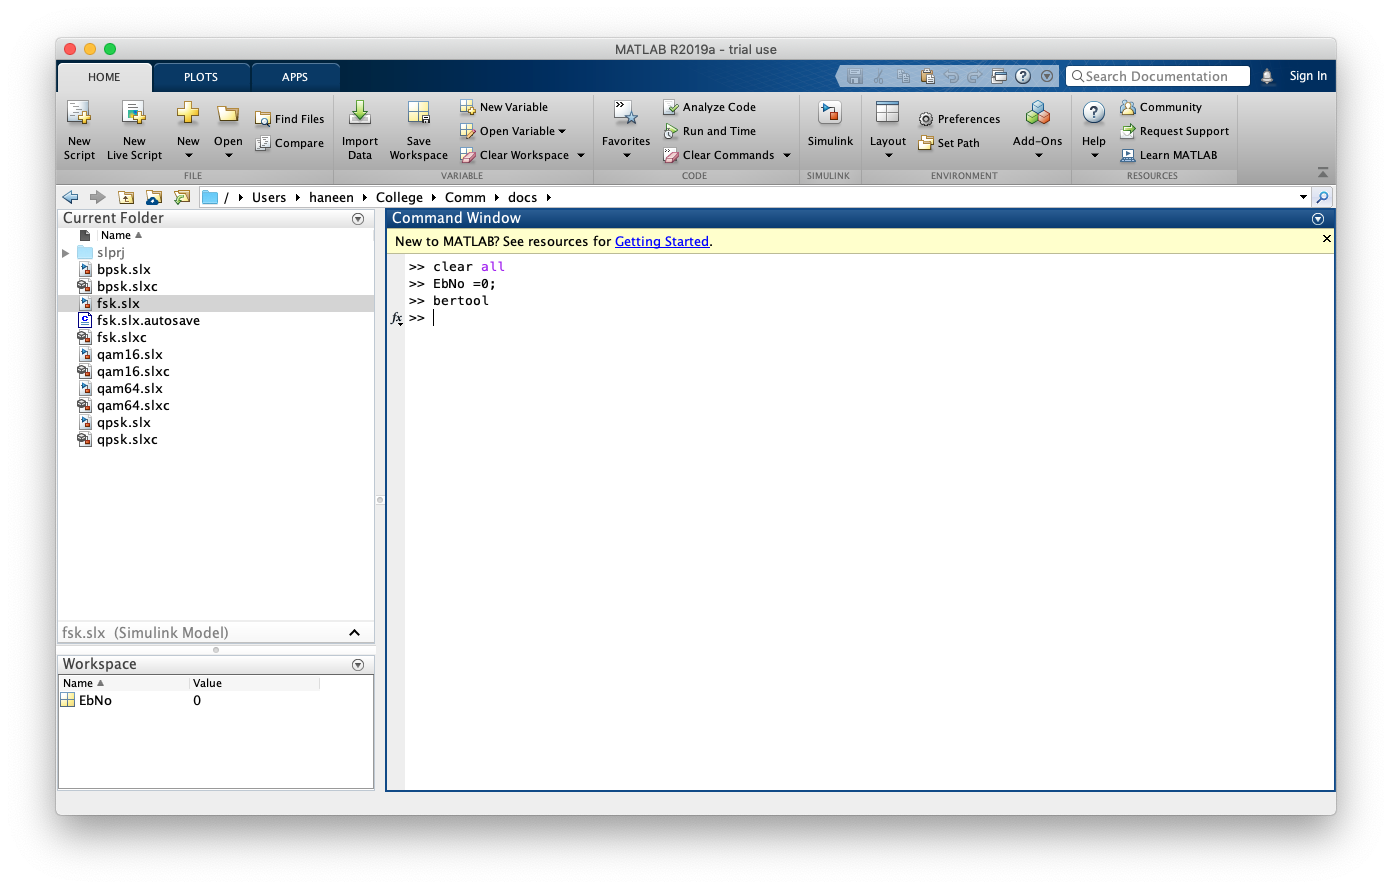 MATLAB R2019a - trial use
HOME PLOTS APPS
Search Documentation
Sign In
New Script
New Live Script
New
Open
Find Files
Compare
FILE
Import Data
Save Workspace
New Variable
Open Variable
Clear Workspace
VARIABLE
Favorites
Analyze Code
Run and Time
Clear Commands
CODE
Simulink
SIMULINK
Layout
Preferences
Set Path
Add-Ons
ENVIRONMENT
Help
Community
Request Support
Learn MATLAB
RESOURCES
/ Users haneen College Comm docs
Current Folder
Name
slprj
bpsk.slx
bpsk.slxc
fsk.slx
fsk.slx.autosave
fsk.slxc
qam16.slx
qam16.slxc
qam64.slx
qam64.slxc
qpsk.slx
qpsk.slxc
fsk.slx (Simulink Model)
Workspace
Name Value
EbNo 0
Command Window
New to MATLAB? See resources for Getting Started.
>> clear all
>> EbNo =0;
>> bertool
fx >>